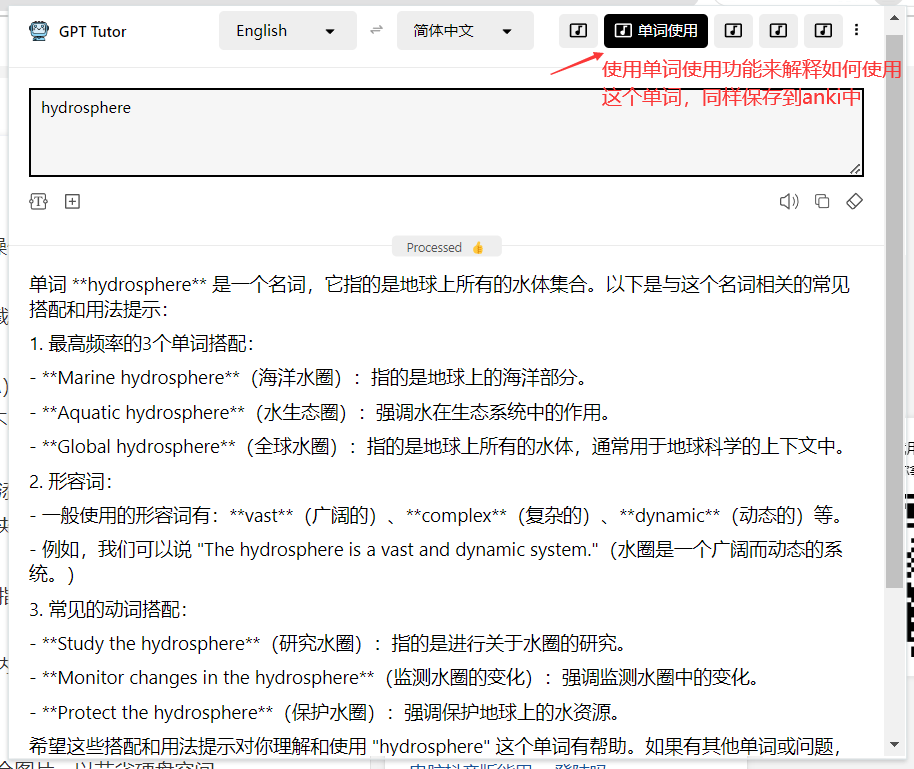 GPT Tutor
English
简体中文
单词使用
使用单词使用功能来解释如何使用
这个单词，同样保存到anki中
hydrosphere
Processed 👍
单词 **hydrosphere** 是一个名词，它指的是地球上所有的水体集合。以下是与这个名词相关的常见
搭配和用法提示：
1. 最高频率的3个单词搭配：
- **Marine hydrosphere**（海洋水圈）：指的是地球上的海洋部分。
- **Aquatic hydrosphere**（水生态圈）：强调水在生态系统中的作用。
- **Global hydrosphere**（全球水圈）：指的是地球上所有的水体，通常用于地球科学的上下文中。
2. 形容词：
- 一般使用的形容词有：**vast**（广阔的）、**complex**（复杂的）、**dynamic**（动态的）等。
- 例如，我们可以说 "The hydrosphere is a vast and dynamic system."（水圈是一个广阔而动态的系
统。）
3. 常见的动词搭配：
- **Study the hydrosphere**（研究水圈）：指的是进行关于水圈的研究。
- **Monitor changes in the hydrosphere**（监测水圈的变化）：强调监测水圈中的变化。
- **Protect the hydrosphere**（保护水圈）：强调保护地球上的水资源。
希望这些搭配和用法提示对你理解和使用 "hydrosphere" 这个单词有帮助。如果有其他单词或问题，